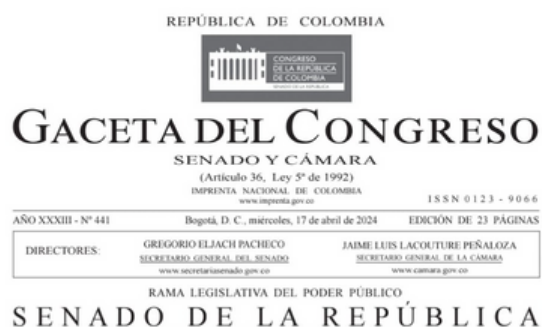 REPÚBLICA DE COLOMBIA
CONGRESO
DE LA REPÚBLICA
DE COLOMBIA
GACETA DEL CONGRESO
SENADO Y CÁMARA
(Artículo 36, Ley 5ª de 1992)
IMPRENTA NACIONAL DE COLOMBIA
www.imprenta.gov.co
ISSN 0123 - 9066
AÑO XXXIII - Nº 441
Bogotá, D. C., miércoles, 17 de abril de 2024
EDICIÓN DE 23 PÁGINAS
DIRECTORES:
GREGORIO ELJACH PACHECO
SECRETARIO GENERAL DEL SENADO
www.secretariasenado.gov.co
JAIME LUIS LACOUTURE PEÑALOZA
SECRETARIO GENERAL DE LA CÁMARA
www.camara.gov.co
RAMA LEGISLATIVA DEL PODER PÚBLICO
SENADO DE LA REPÚBLICA